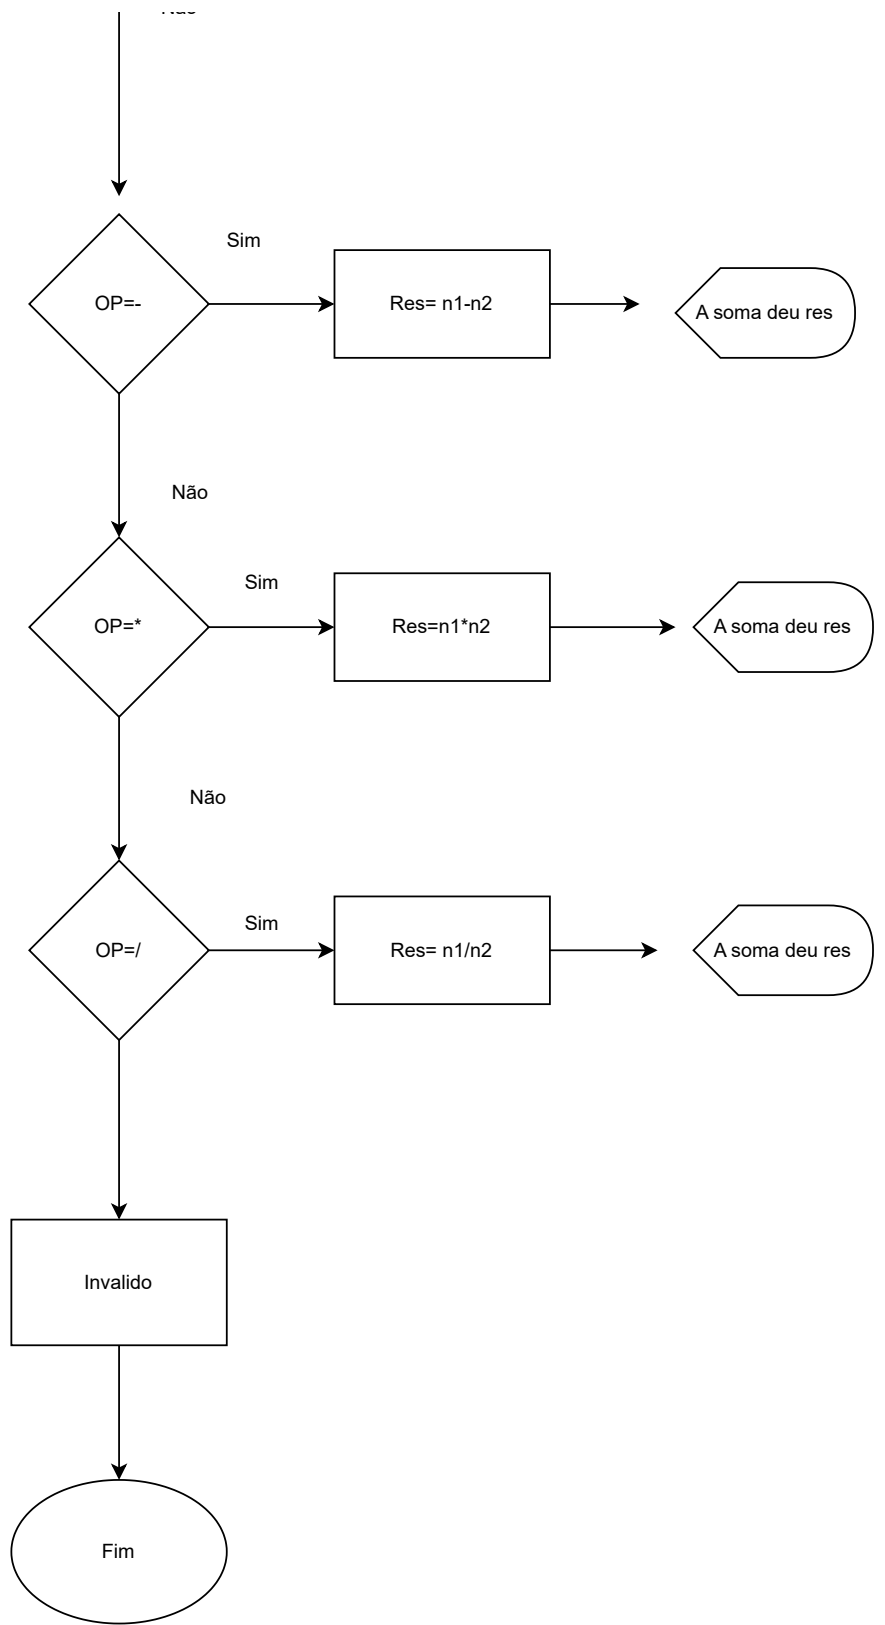 Sim
OP=-
Res= n1-n2
A soma deu res
Não
Sim
OP=*
Res=n1*n2
A soma deu res
Não
Sim
OP=/
Res= n1/n2
A soma deu res
Invalido
Fim